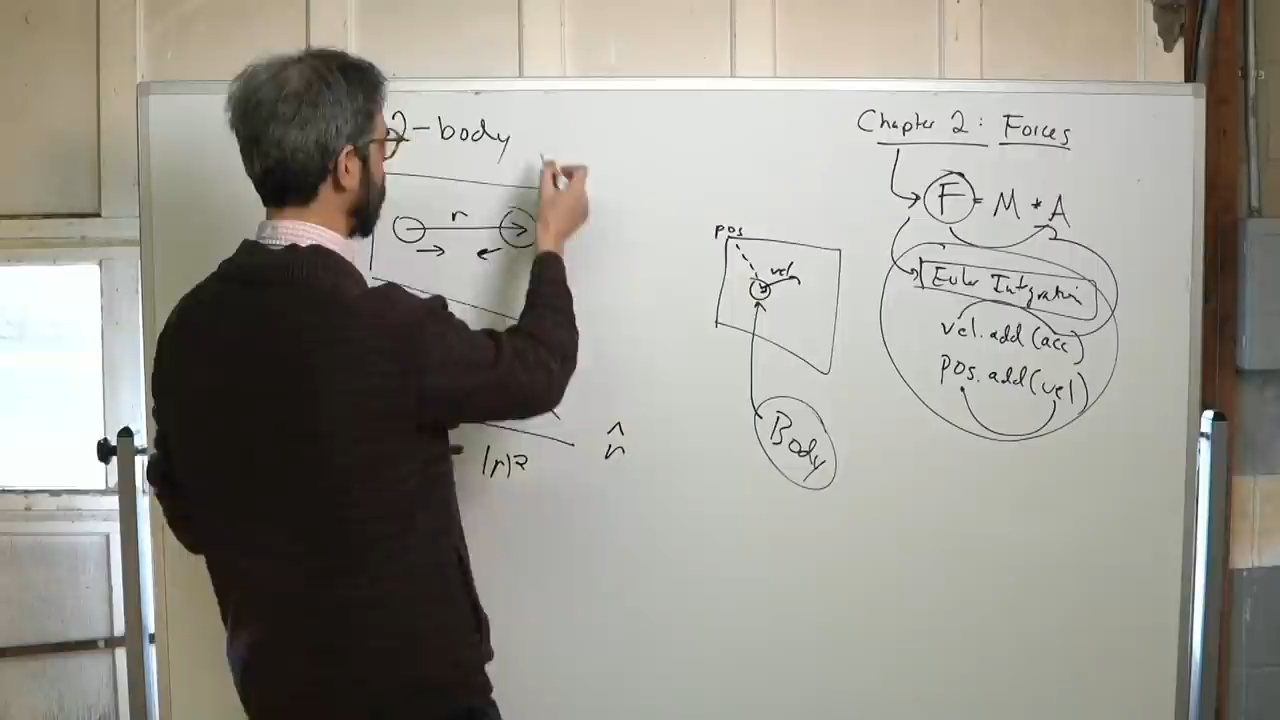 2-body
r
|r|²
r̂
pos
vel
Body
Chapter 2: Forces
F = M * A
Euler Integration
vel.add(acc)
pos.add(vel)